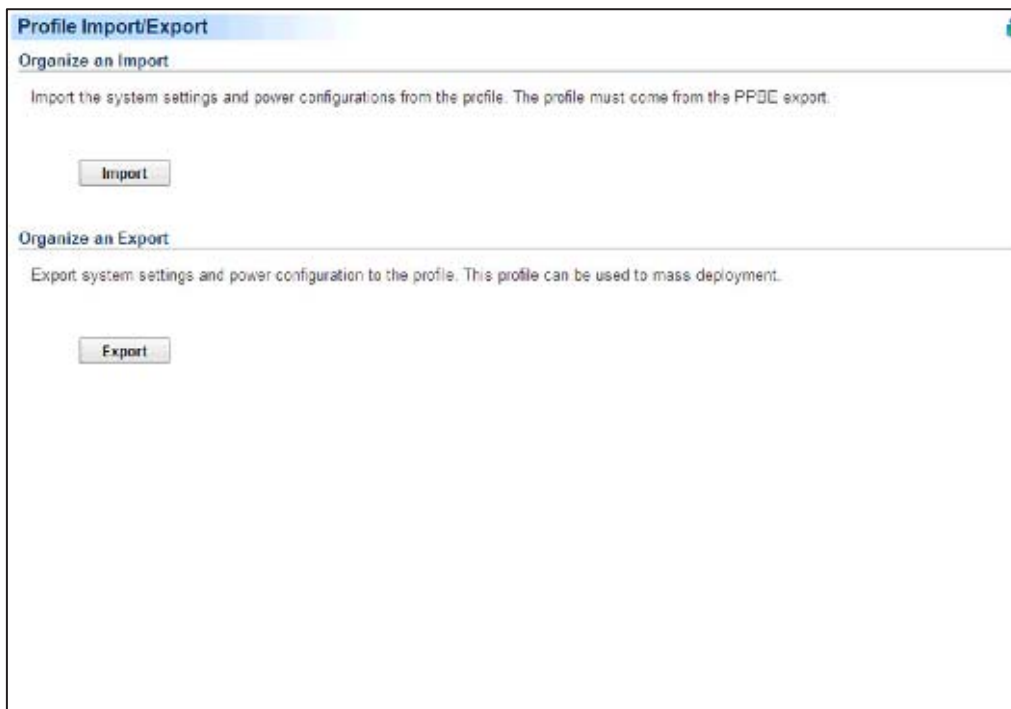 Profile Import/Export
Organize an Import
Import the system settings and power configurations from the profile. The profile must come from the PPBE export.
Import
Organize an Export
Export system settings and power configuration to the profile. This profile can be used to mass deployment.
Export